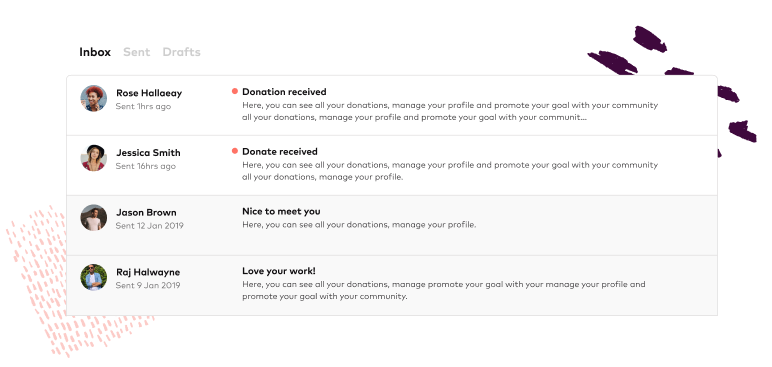 Inbox Sent Drafts
Rose Hallaeay
Sent 1hrs ago
Donation received
Here, you can see all your donations, manage your profile and promote your goal with your community
all your donations, manage your profile and promote your goal with your communit...
Jessica Smith
Sent 16hrs ago
Donate received
Here, you can see all your donations, manage your profile and promote your goal with your community
all your donations, manage your profile.
Jason Brown
Sent 12 Jan 2019
Nice to meet you
Here, you can see all your donations, manage your profile.
Raj Halwayne
Sent 9 Jan 2019
Love your work!
Here, you can see all your donations, manage promote your goal with your manage your profile and
promote your goal with your community.